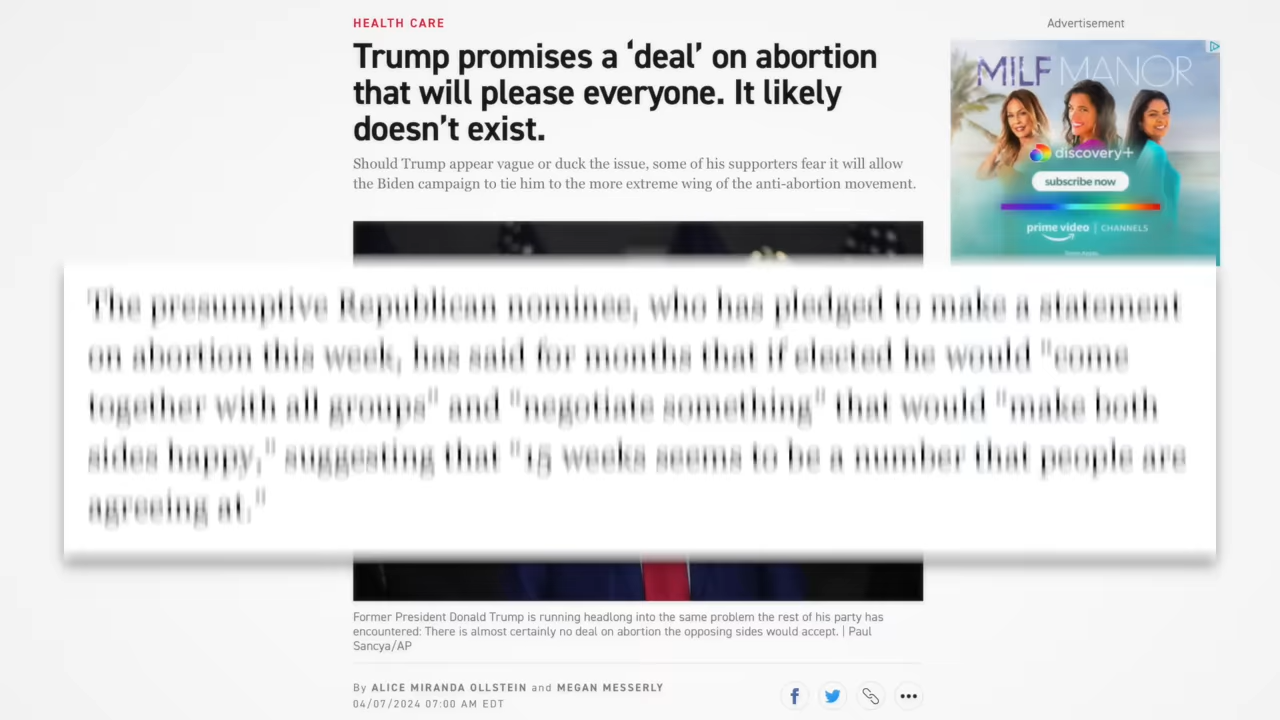 HEALTH CARE
Trump promises a ‘deal’ on abortion
that will please everyone. It likely
doesn’t exist.
Should Trump appear vague or duck the issue, some of his supporters fear it will allow
the Biden campaign to tie him to the more extreme wing of the anti-abortion movement.
Advertisement
MILF MANOR
discovery+
subscribe now
prime video | CHANNELS
The presumptive Republican nominee, who has pledged to make a statement
on abortion this week, has said for months that if elected he would "come
together with all groups" and "negotiate something" that would "make both
sides happy," suggesting that "15 weeks seems to be a number that people are
agreeing at."
Former President Donald Trump is running headlong into the same problem the rest of his party has
encountered: There is almost certainly no deal on abortion the opposing sides would accept. | Paul
Sancya/AP
By ALICE MIRANDA OLLSTEIN and MEGAN MESSERLY
04/07/2024 07:00 AM EDT